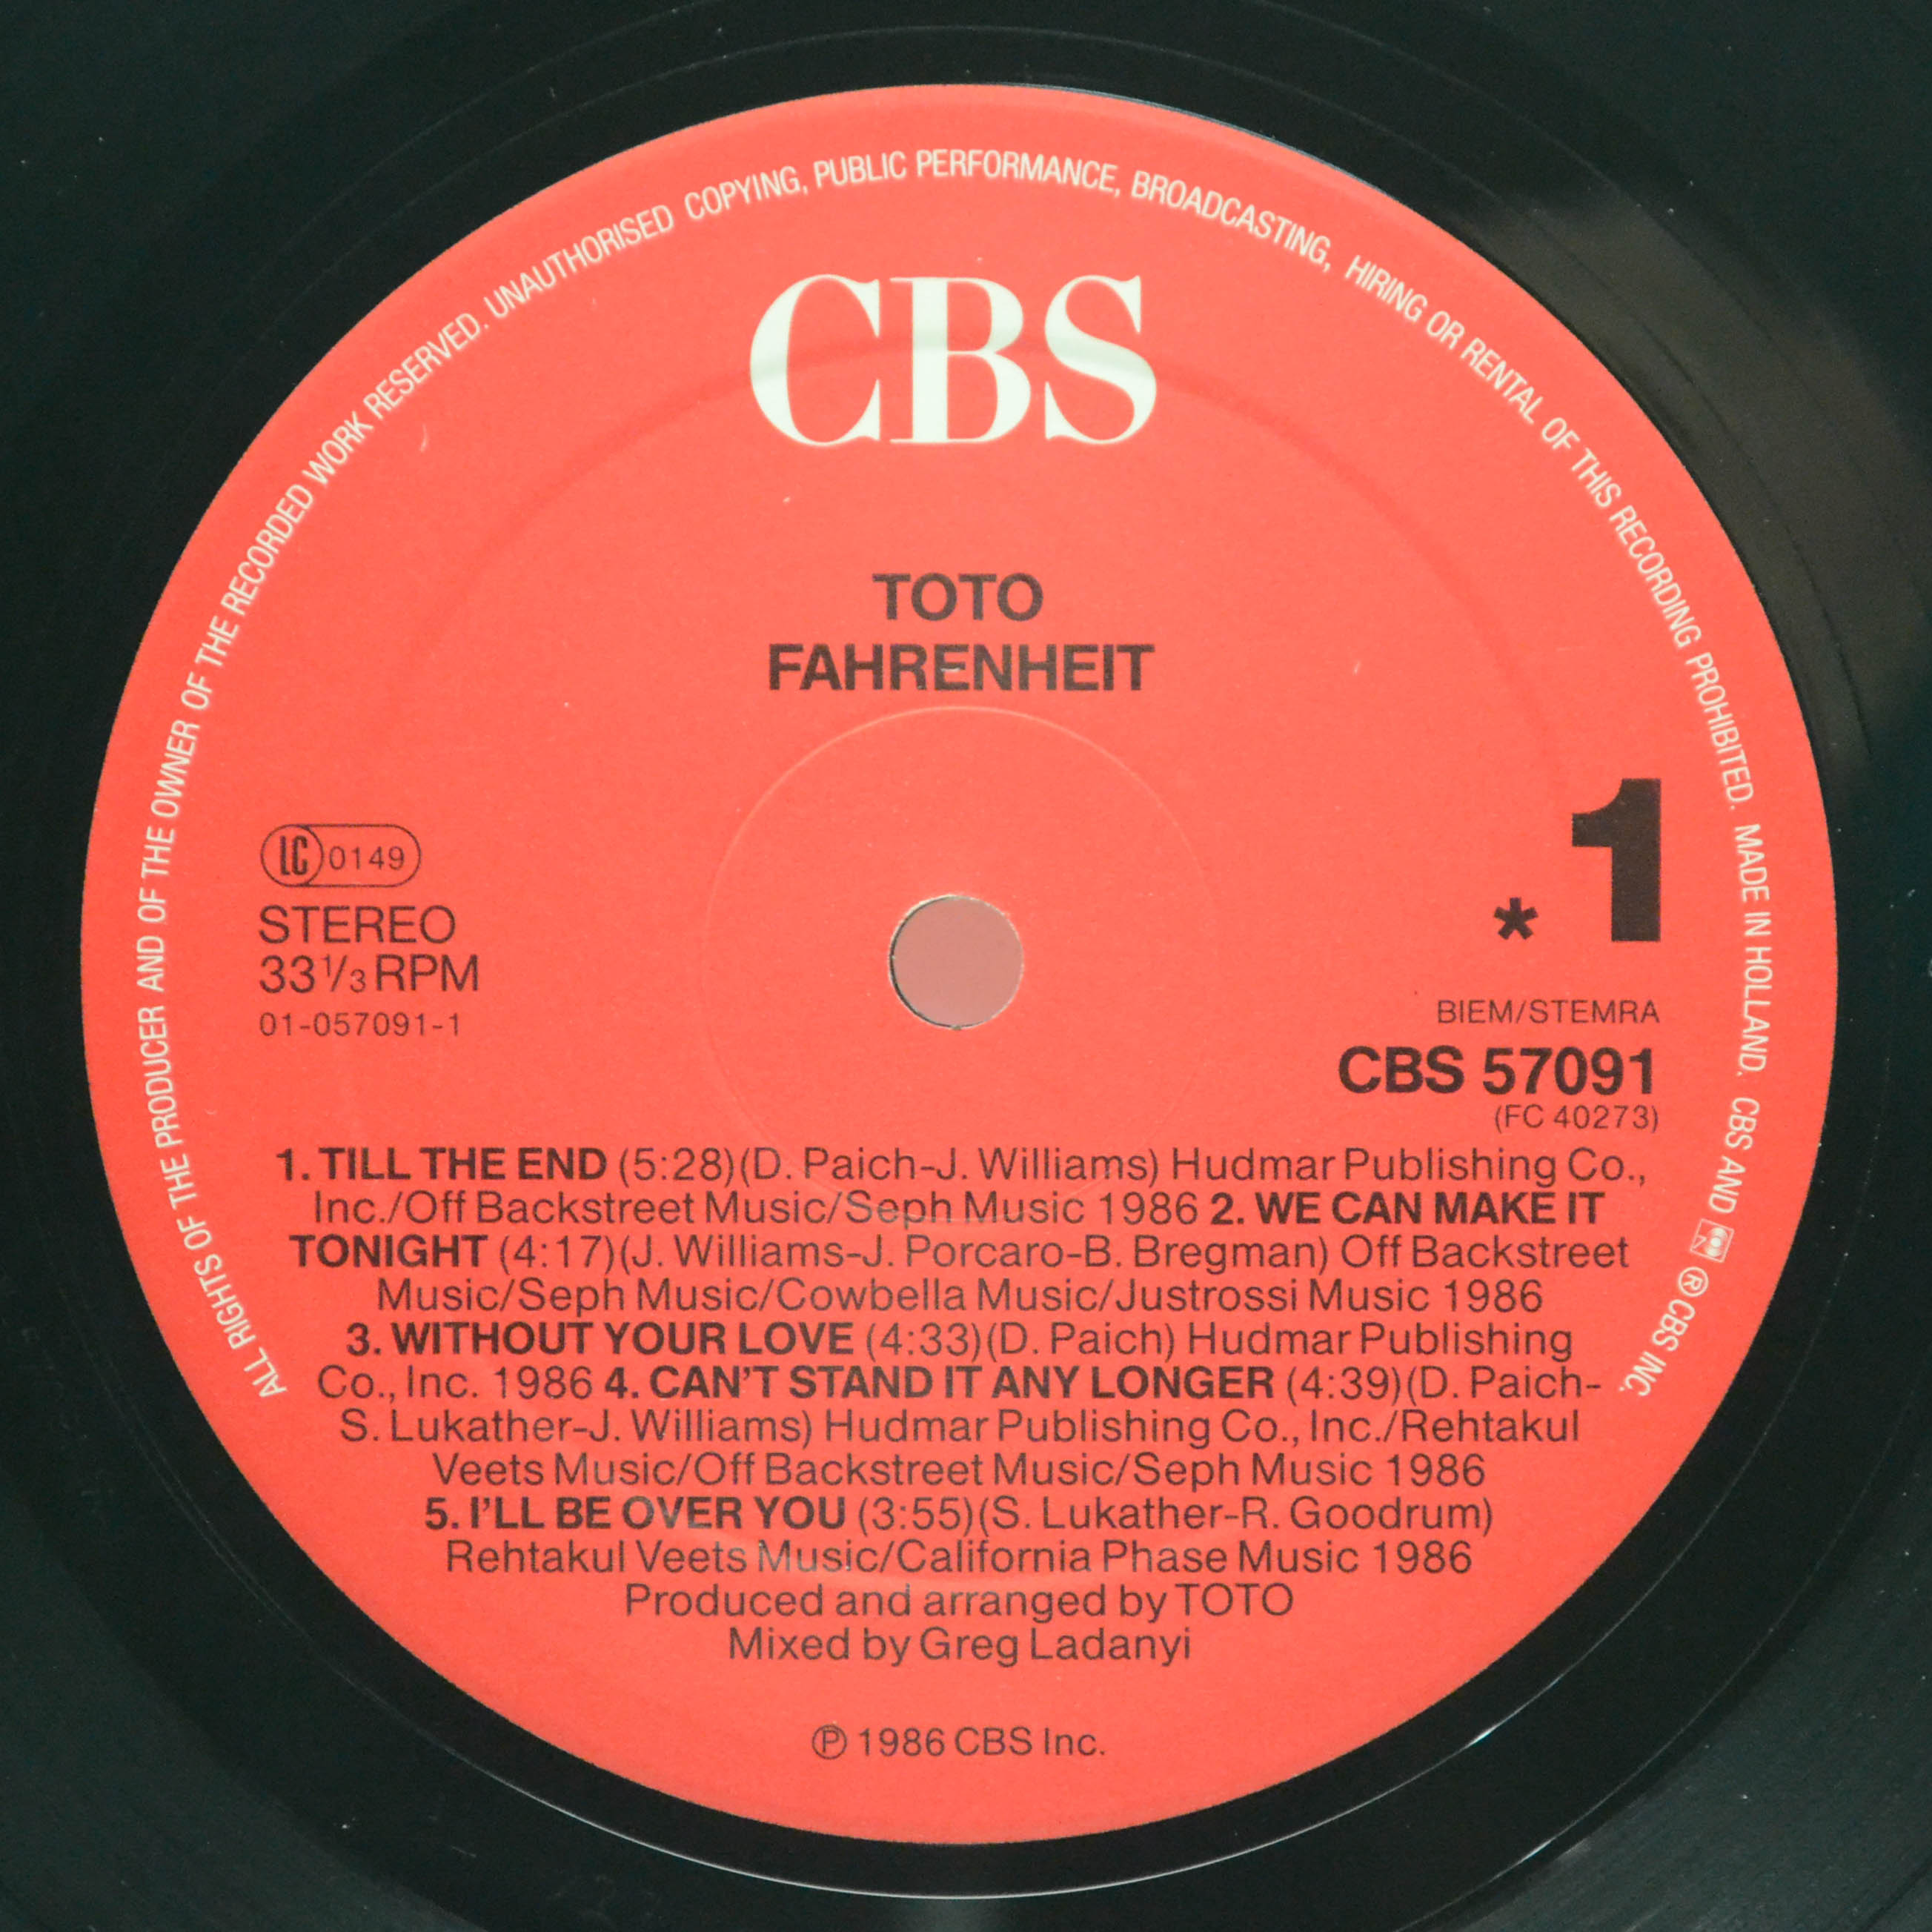 ALL RIGHTS OF THE PRODUCER AND OF THE OWNER OF THE RECORDED WORK RESERVED. UNAUTHORISED COPYING, PUBLIC PERFORMANCE, BROADCASTING, HIRING OR RENTAL OF THIS RECORDING PROHIBITED. MADE IN HOLLAND. CBS AND ® CBS INC.
CBS
TOTO
FAHRENHEIT
LC 0149
STEREO
33⅓ RPM
01-057091-1
* 1
BIEM/STEMRA
CBS 57091
(FC 40273)
1. TILL THE END (5:28)(D. Paich-J. Williams) Hudmar Publishing Co.,
Inc./Off Backstreet Music/Seph Music 1986 2. WE CAN MAKE IT
TONIGHT (4:17)(J. Williams-J. Porcaro-B. Bregman) Off Backstreet
Music/Seph Music/Cowbella Music/Justrossi Music 1986
3. WITHOUT YOUR LOVE (4:33)(D. Paich) Hudmar Publishing
Co., Inc. 1986 4. CAN'T STAND IT ANY LONGER (4:39)(D. Paich-
S. Lukather-J. Williams) Hudmar Publishing Co., Inc./Rehtakul
Veets Music/Off Backstreet Music/Seph Music 1986
5. I'LL BE OVER YOU (3:55)(S. Lukather-R. Goodrum)
Rehtakul Veets Music/California Phase Music 1986
Produced and arranged by TOTO
Mixed by Greg Ladanyi
℗ 1986 CBS Inc.